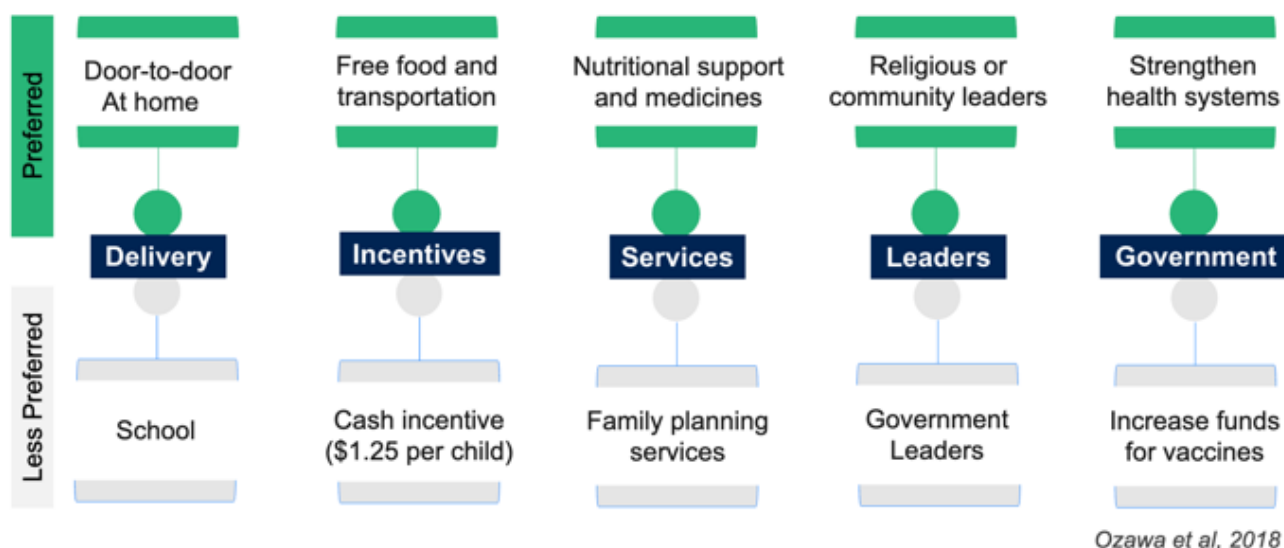 Preferred
Door-to-door
At home
Free food and
transportation
Nutritional support
and medicines
Religious or
community leaders
Strengthen
health systems
Delivery
Incentives
Services
Leaders
Government
Less Preferred
School
Cash incentive
($1.25 per child)
Family planning
services
Government
Leaders
Increase funds
for vaccines
Ozawa et al. 2018